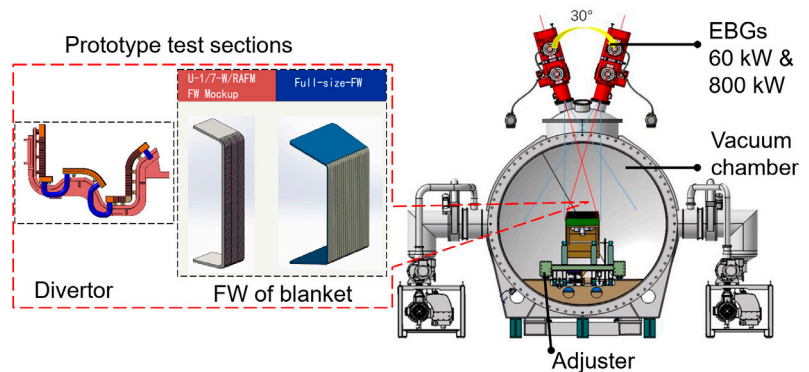 Prototype test sections
U-1/7-W/RAFM
FW Mockup
Full-size-FW
Divertor
FW of blanket
30°
EBGs
60 kW &
800 kW
Vacuum
chamber
Adjuster